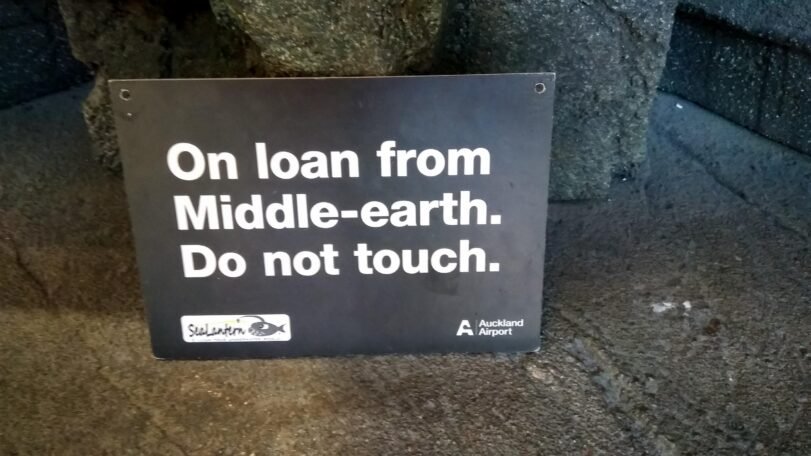 On loan from
Middle-earth.
Do not touch.
SeaLantern
Auckland
Airport